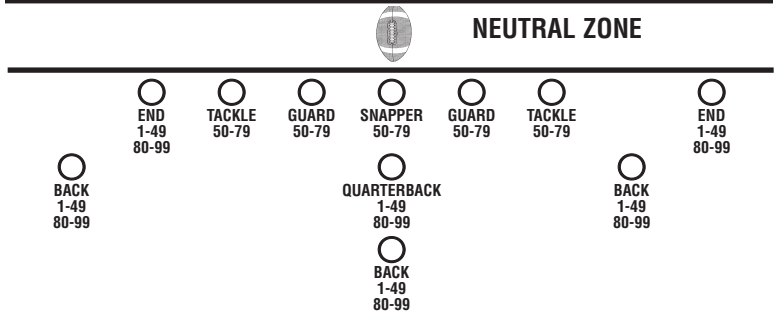 NEUTRAL ZONE
END TACKLE GUARD SNAPPER GUARD TACKLE END
1-49 50-79 50-79 50-79 50-79 50-79 1-49
80-99 80-99
BACK QUARTERBACK BACK
1-49 1-49 1-49
80-99 80-99 80-99
BACK
1-49
80-99